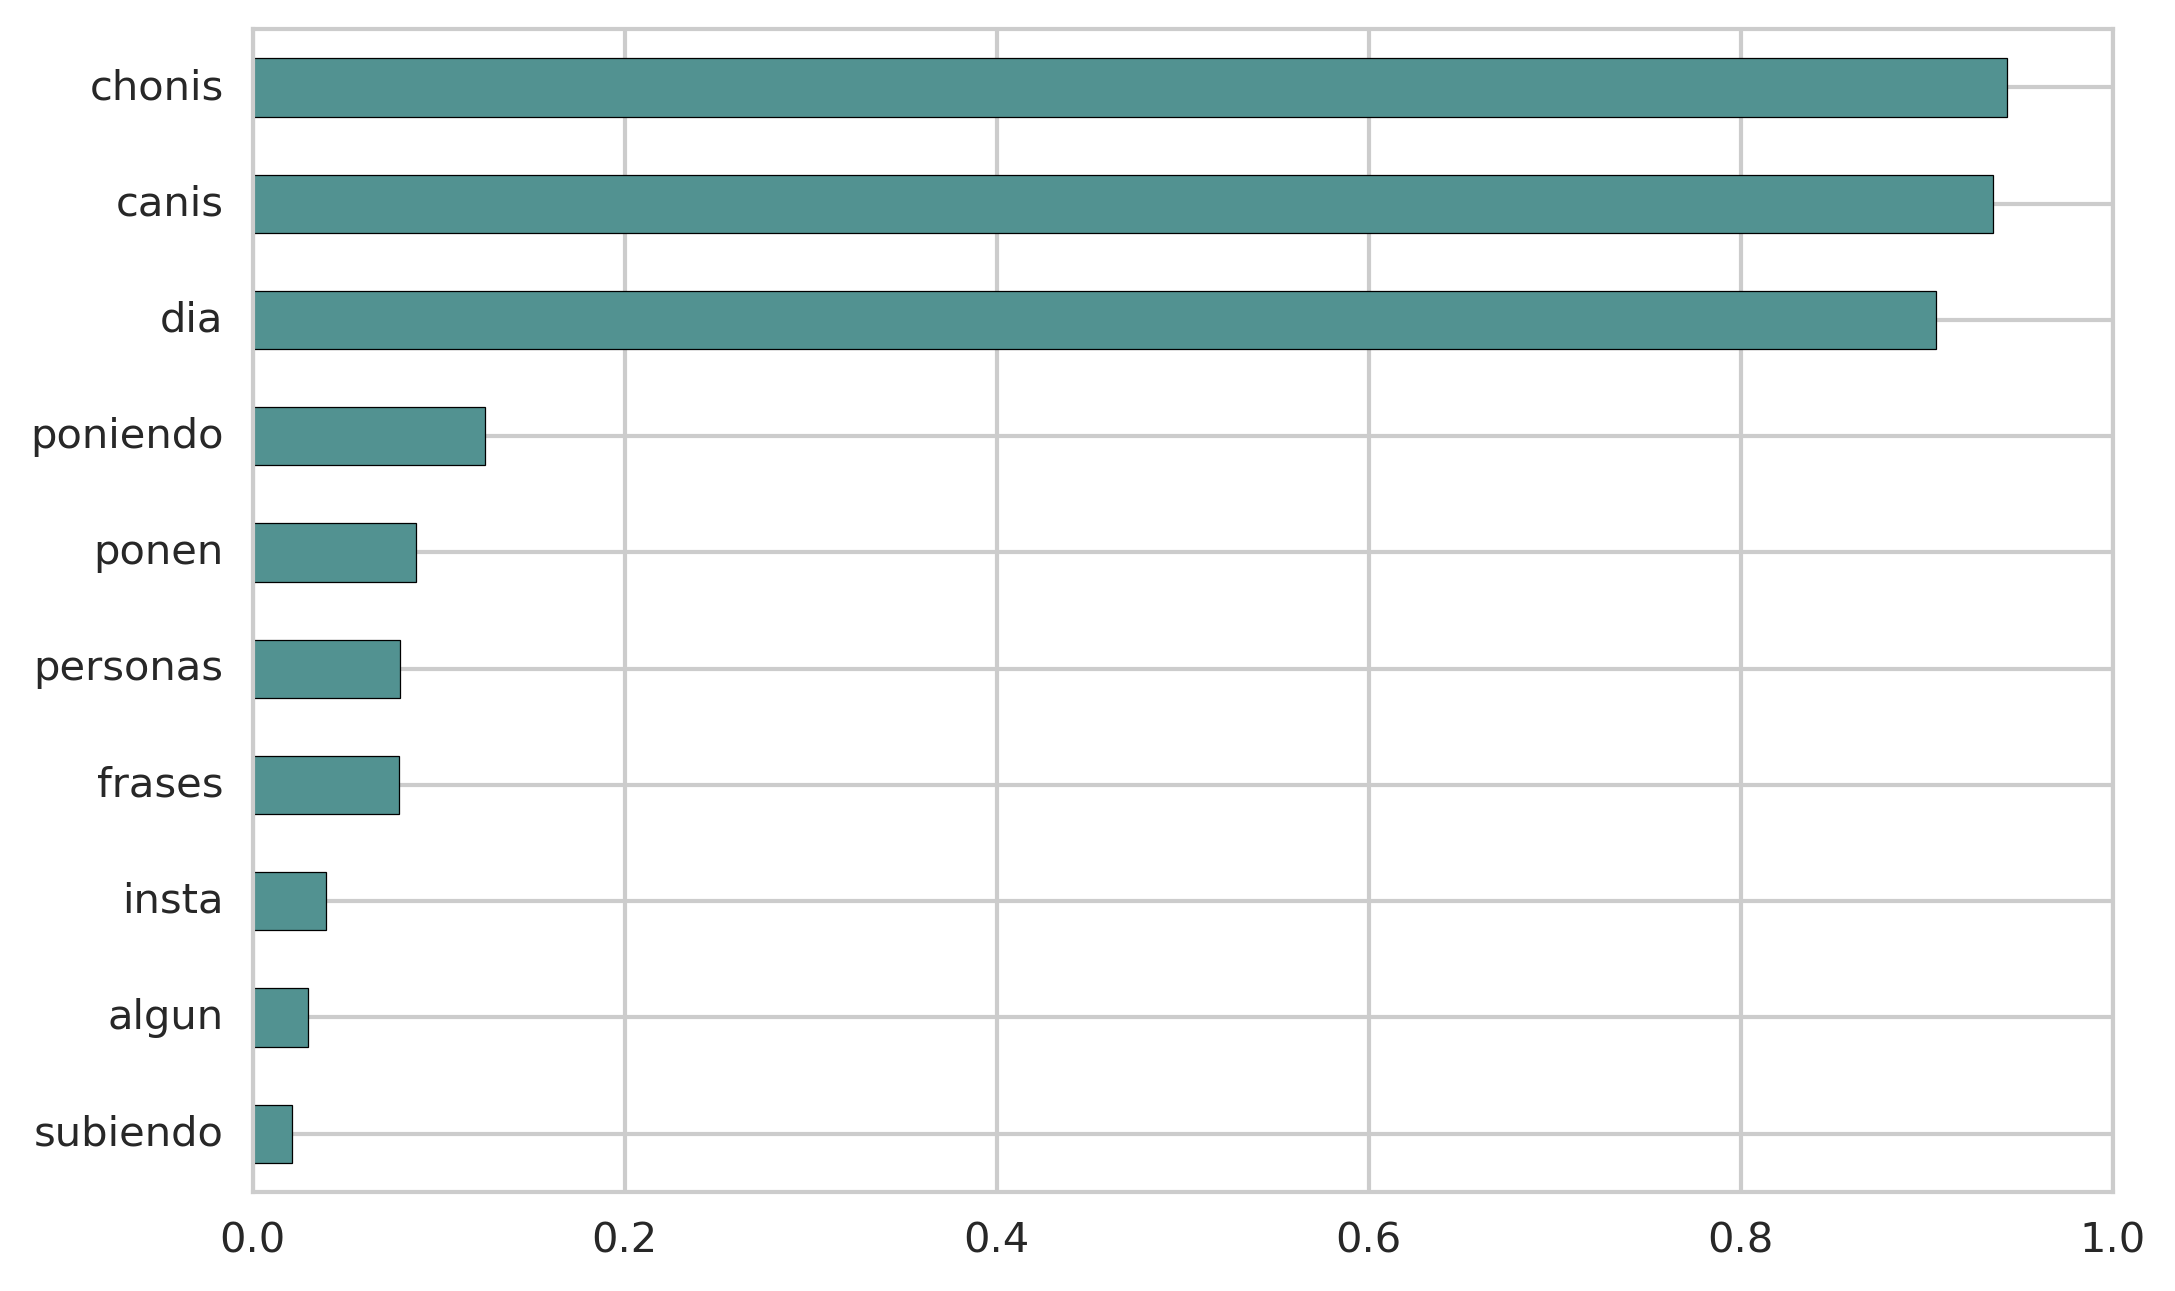 chonis
canis
dia
poniendo
ponen
personas
frases
insta
algun
subiendo
0.0 0.2 0.4 0.6 0.8 1.0